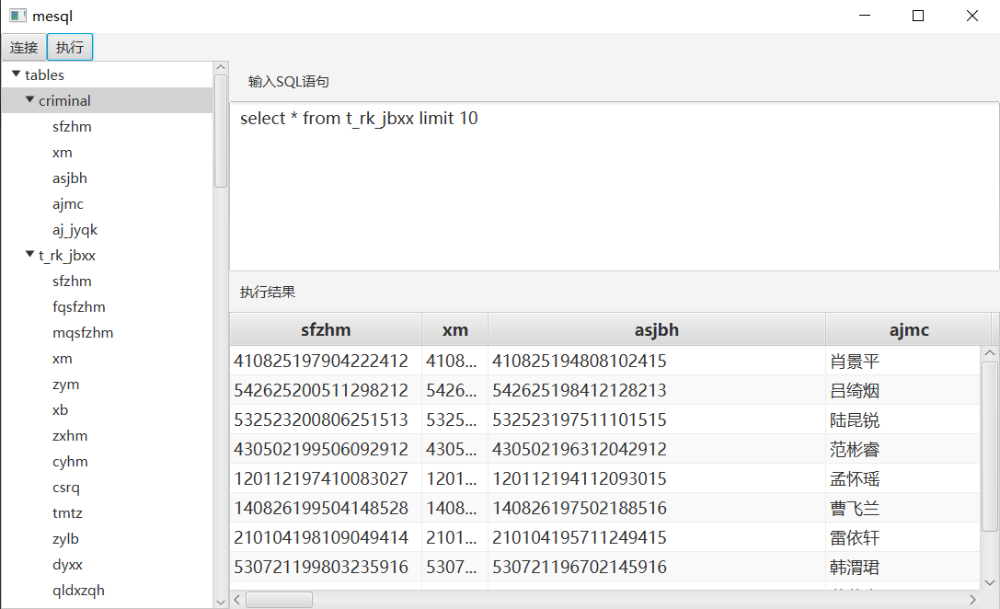 mesql
连接 执行
tables
criminal
sfzhm
xm
asjbh
ajmc
aj_jyqk
t_rk_jbxx
sfzhm
fqsfzhm
mqsfzhm
xm
zym
xb
zxhm
cyhm
csrq
tmtz
zylb
dyxx
qldxzqh
输入SQL语句
select * from t_rk_jbxx limit 10
执行结果
sfzhm xm asjbh ajmc
410825197904222412 4108... 410825194808102415 肖景平
542625200511298212 5426... 542625198412128213 吕绮烟
532523200806251513 5325... 532523197511101515 陆昆锐
430502199506092912 4305... 430502196312042912 范彬睿
120112197410083027 1201... 120112194112093015 孟怀瑶
140826199504148528 1408... 140826197502188516 曹飞兰
210104198109049414 2101... 210104195711249415 雷依轩
530721199803235916 5307... 530721196702145916 韩渭珺